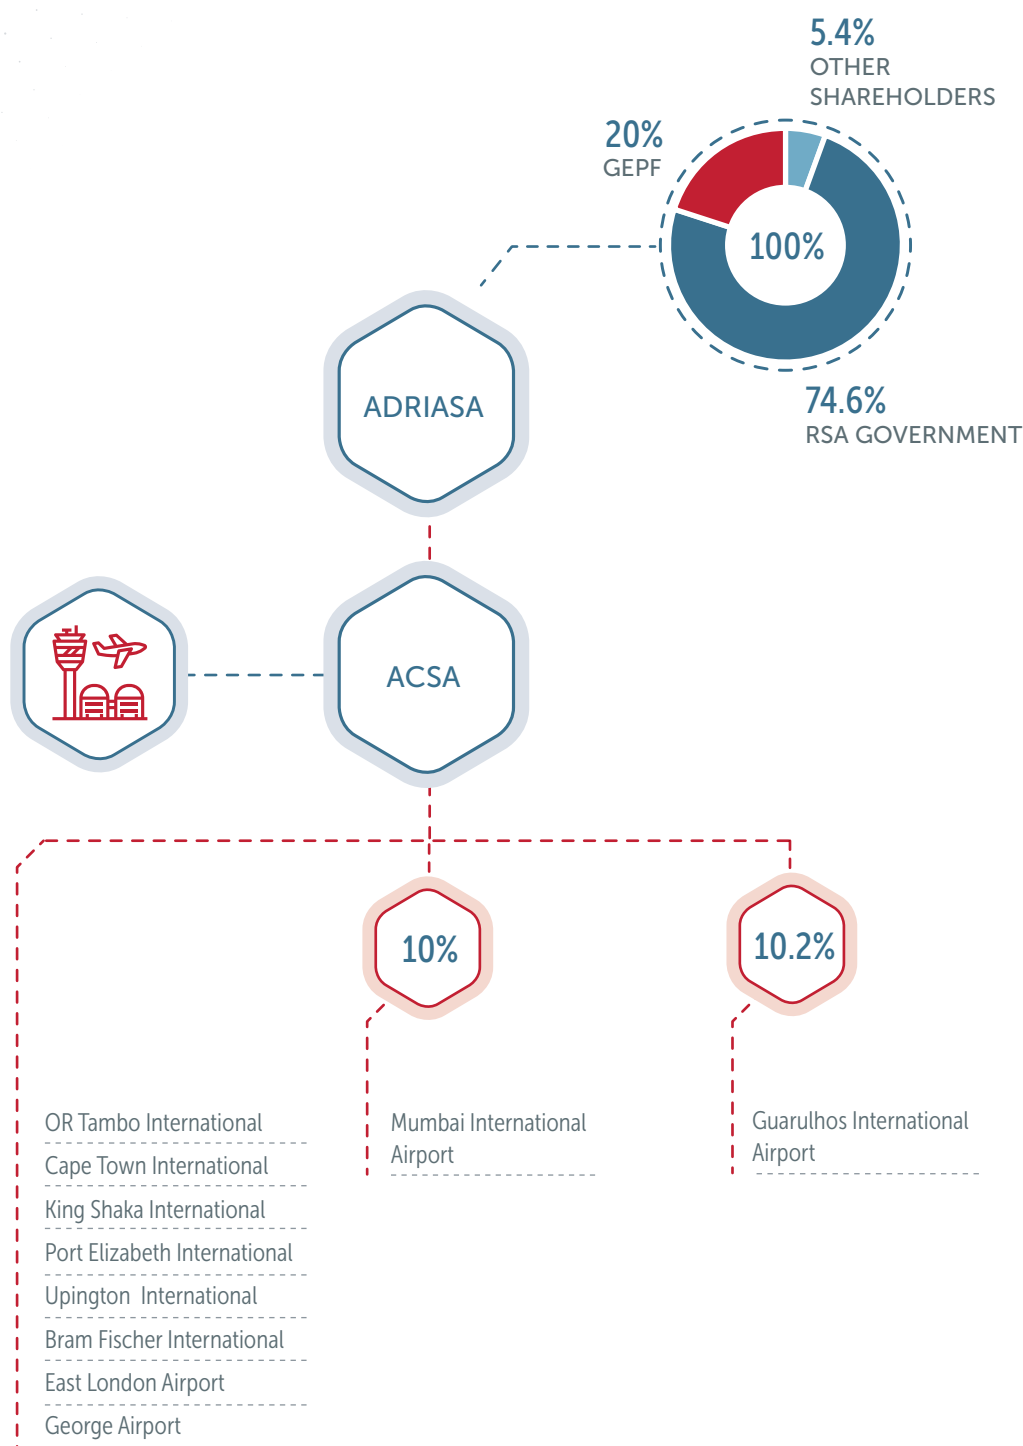 5.4%
OTHER
SHAREHOLDERS
20%
GEPF
100%
74.6%
RSA GOVERNMENT
ADRIASA
ACSA
10%
10.2%
OR Tambo International
Cape Town International
King Shaka International
Port Elizabeth International
Upington International
Bram Fischer International
East London Airport
George Airport
Mumbai International
Airport
Guarulhos International
Airport